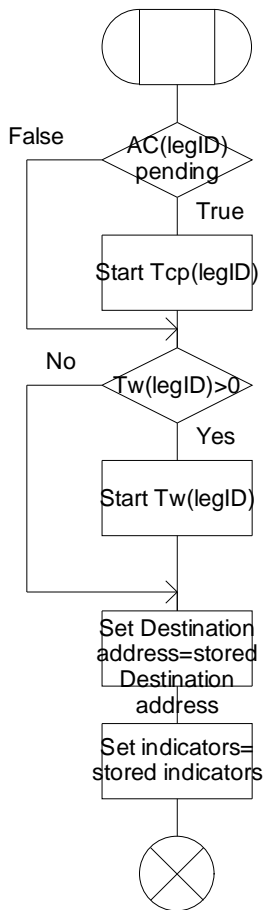 False
AC(legID)
pending
True
Start Tcp(legID)
No
Tw(legID)>0
Yes
Start Tw(legID)
Set Destination
address=stored
Destination
address
Set indicators=
stored indicators